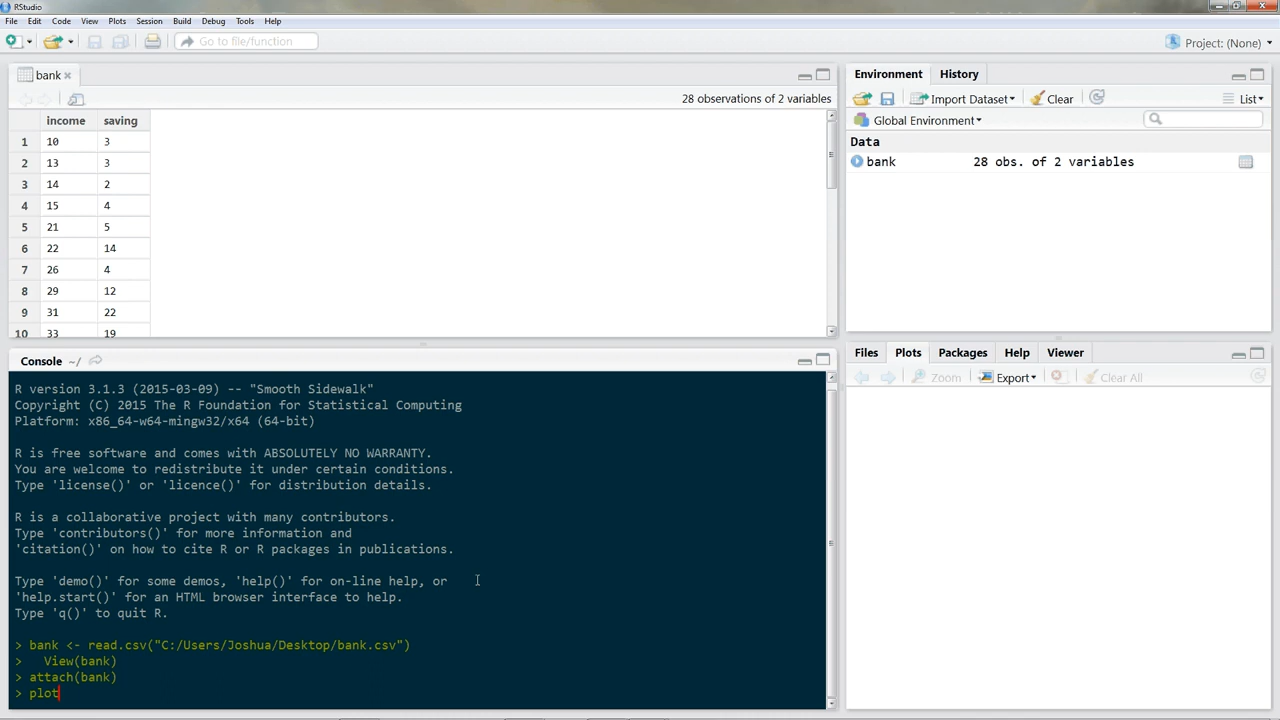 RStudio
File Edit Code View Plots Session Build Debug Tools Help
Go to file/function
Project: (None)
bank
28 observations of 2 variables
income saving
1 10 3
2 13 3
3 14 2
4 15 4
5 21 5
6 22 14
7 26 4
8 29 12
9 31 22
10 33 19
Console ~/
R version 3.1.3 (2015-03-09) -- "Smooth Sidewalk"
Copyright (C) 2015 The R Foundation for Statistical Computing
Platform: x86_64-w64-mingw32/x64 (64-bit)
R is free software and comes with ABSOLUTELY NO WARRANTY.
You are welcome to redistribute it under certain conditions.
Type 'license()' or 'licence()' for distribution details.
R is a collaborative project with many contributors.
Type 'contributors()' for more information and
'citation()' on how to cite R or R packages in publications.
Type 'demo()' for some demos, 'help()' for on-line help, or
'help.start()' for an HTML browser interface to help.
Type 'q()' to quit R.
> bank <- read.csv("C:/Users/Joshua/Desktop/bank.csv")
>   View(bank)
> attach(bank)
> plot
Environment History
Import Dataset Clear List
Global Environment
Data
bank 28 obs. of 2 variables
Files Plots Packages Help Viewer
Zoom Export Clear All